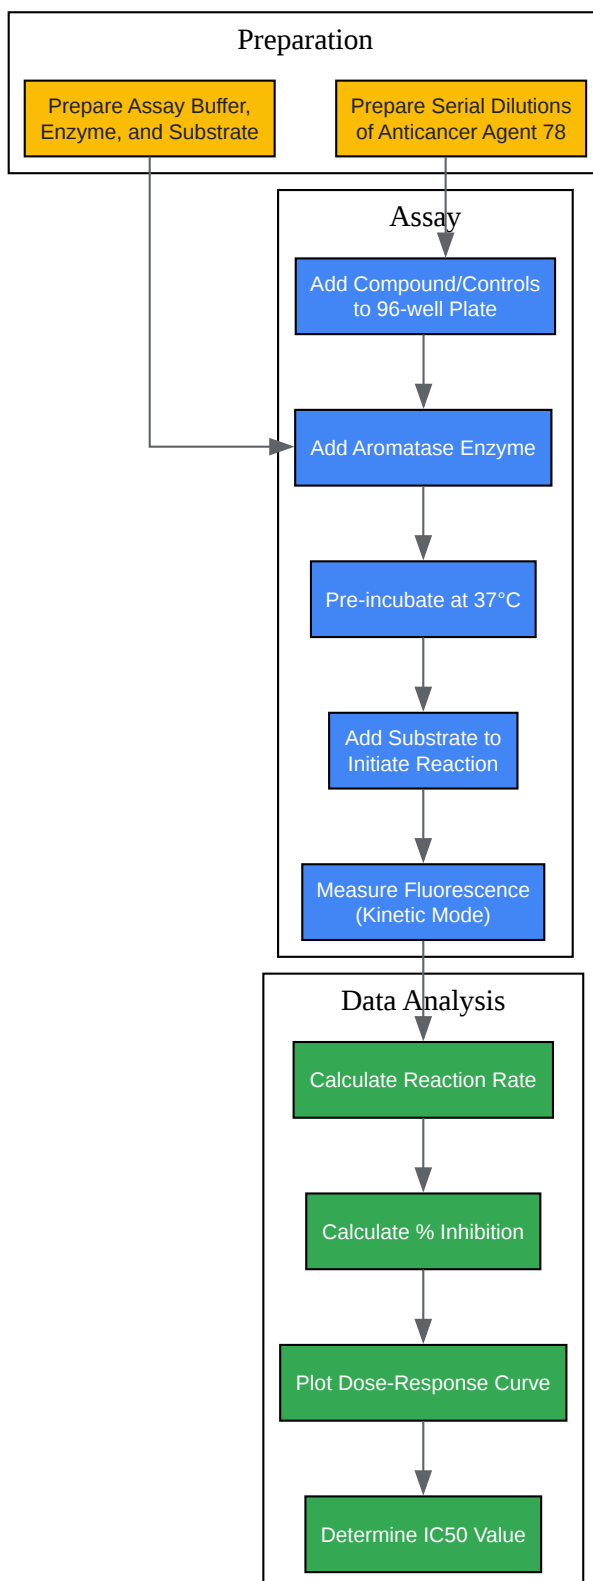 Preparation
Prepare Assay Buffer,
Enzyme, and Substrate
Prepare Serial Dilutions
of Anticancer Agent 78
Assay
Add Compound/Controls
to 96-well Plate
Add Aromatase Enzyme
Pre-incubate at 37°C
Add Substrate to
Initiate Reaction
Measure Fluorescence
(Kinetic Mode)
Data Analysis
Calculate Reaction Rate
Calculate % Inhibition
Plot Dose-Response Curve
Determine IC50 Value